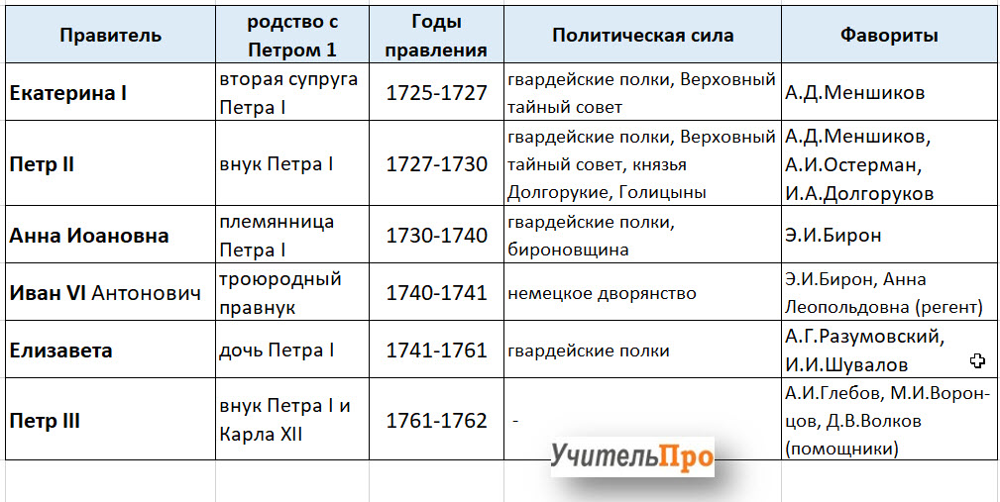 Правитель
родство с
Петром 1
Годы
правления
Политическая сила
Фавориты
Екатерина I
вторая супруга
Петра I
1725-1727
гвардейские полки, Верховный
тайный совет
А.Д.Меншиков
Петр II
внук Петра I
1727-1730
гвардейские полки, Верховный
тайный совет, князья
Долгорукие, Голицыны
А.Д.Меншиков,
А.И.Остерман,
И.А.Долгоруков
Анна Иоановна
племянница
Петра I
1730-1740
гвардейские полки,
бироновщина
Э.И.Бирон
Иван VI Антонович
троюродный
правнук
1740-1741
немецкое дворянство
Э.И.Бирон, Анна
Леопольдовна (регент)
Елизавета
дочь Петра I
1741-1761
гвардейские полки
А.Г.Разумовский,
И.И.Шувалов
Петр III
внук Петра I и
Карла XII
1761-1762
-
А.И.Глебов, М.И.Ворон-
цов, Д.В.Волков
(помощники)
УчительПро